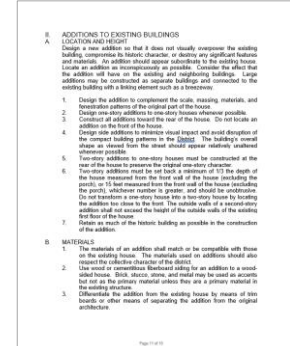 II. ADDITIONS TO EXISTING BUILDINGS
A. LOCATION AND HEIGHT
Design a new addition so that it does not visually overpower the existing
building, compromise its historic character, or destroy any significant features
and materials. An addition should appear subordinate to the existing house.
Locate an addition as inconspicuously as possible. Consider the effect that
the addition will have on the existing and neighboring buildings. Large
additions may be constructed as separate buildings and connected to the
existing building with a linking element such as a breezeway.
1. Design the addition to complement the scale, massing, materials, and
fenestration patterns of the original part of the house.
2. Design one-story additions to one-story houses whenever possible.
3. Construct all additions toward the rear of the house. Do not locate an
addition on the front of the house.
4. Design side additions to minimize visual impact and avoid disruption of
the compact building patterns in the District. The building's overall
shape as viewed from the street should appear relatively unaltered
whenever possible.
5. Two-story additions to one-story houses must be constructed at the
rear of the house to preserve the original one-story character.
6. Two-story additions must be set back a minimum of 1/3 the depth of
the house measured from the front wall of the house (excluding the
porch), or 15 feet measured from the front wall of the house (excluding
the porch), whichever number is greater, and should be unobtrusive.
Do not transform a one-story house into a two-story house by locating
the addition too close to the front. The outside walls of a second-story
addition shall not exceed the height of the outside walls of the existing
first floor of the house.
7. Retain as much of the historic building as possible in the construction
of the addition.
B. MATERIALS
1. The materials of an addition shall match or be compatible with those
on the existing house. The materials used on additions should also
respect the collective character of the district.
2. Use wood or cementitious fiberboard siding for an addition to a wood-
sided house. Brick, stucco, stone, and metal may be used as accents
but not as the primary material unless they are a primary material in
the existing structure.
3. Differentiate the addition from the existing house by means of trim
boards or other means of separating the addition from the original
architecture.